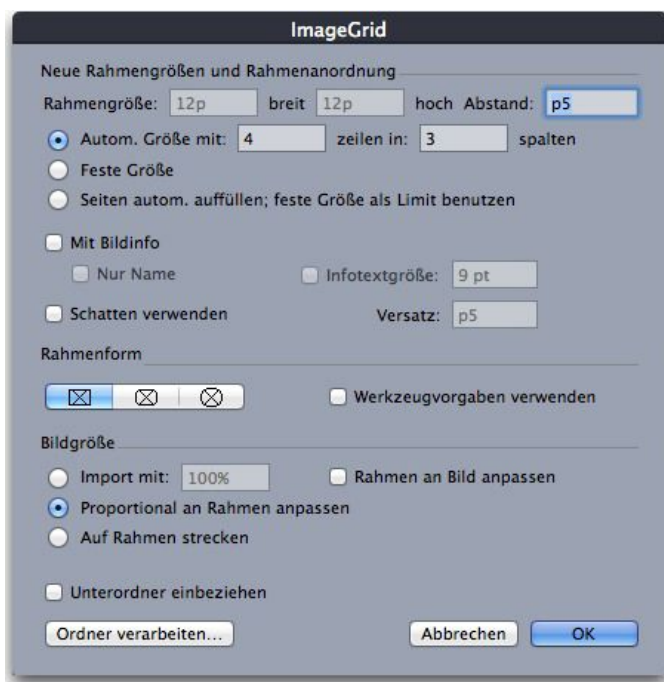 ImageGrid
Neue Rahmengrößen und Rahmenanordnung
Rahmengröße: 12p breit 12p hoch Abstand: p5
Autom. Größe mit: 4 zeilen in: 3 spalten
Feste Größe
Seiten autom. auffüllen; feste Größe als Limit benutzen
Mit Bildinfo
Nur Name Infotextgröße: 9 pt
Schatten verwenden Versatz: p5
Rahmenform
Werkzeugvorgaben verwenden
Bildgröße
Import mit: 100% Rahmen an Bild anpassen
Proportional an Rahmen anpassen
Auf Rahmen strecken
Unterordner einbeziehen
Ordner verarbeiten... Abbrechen OK